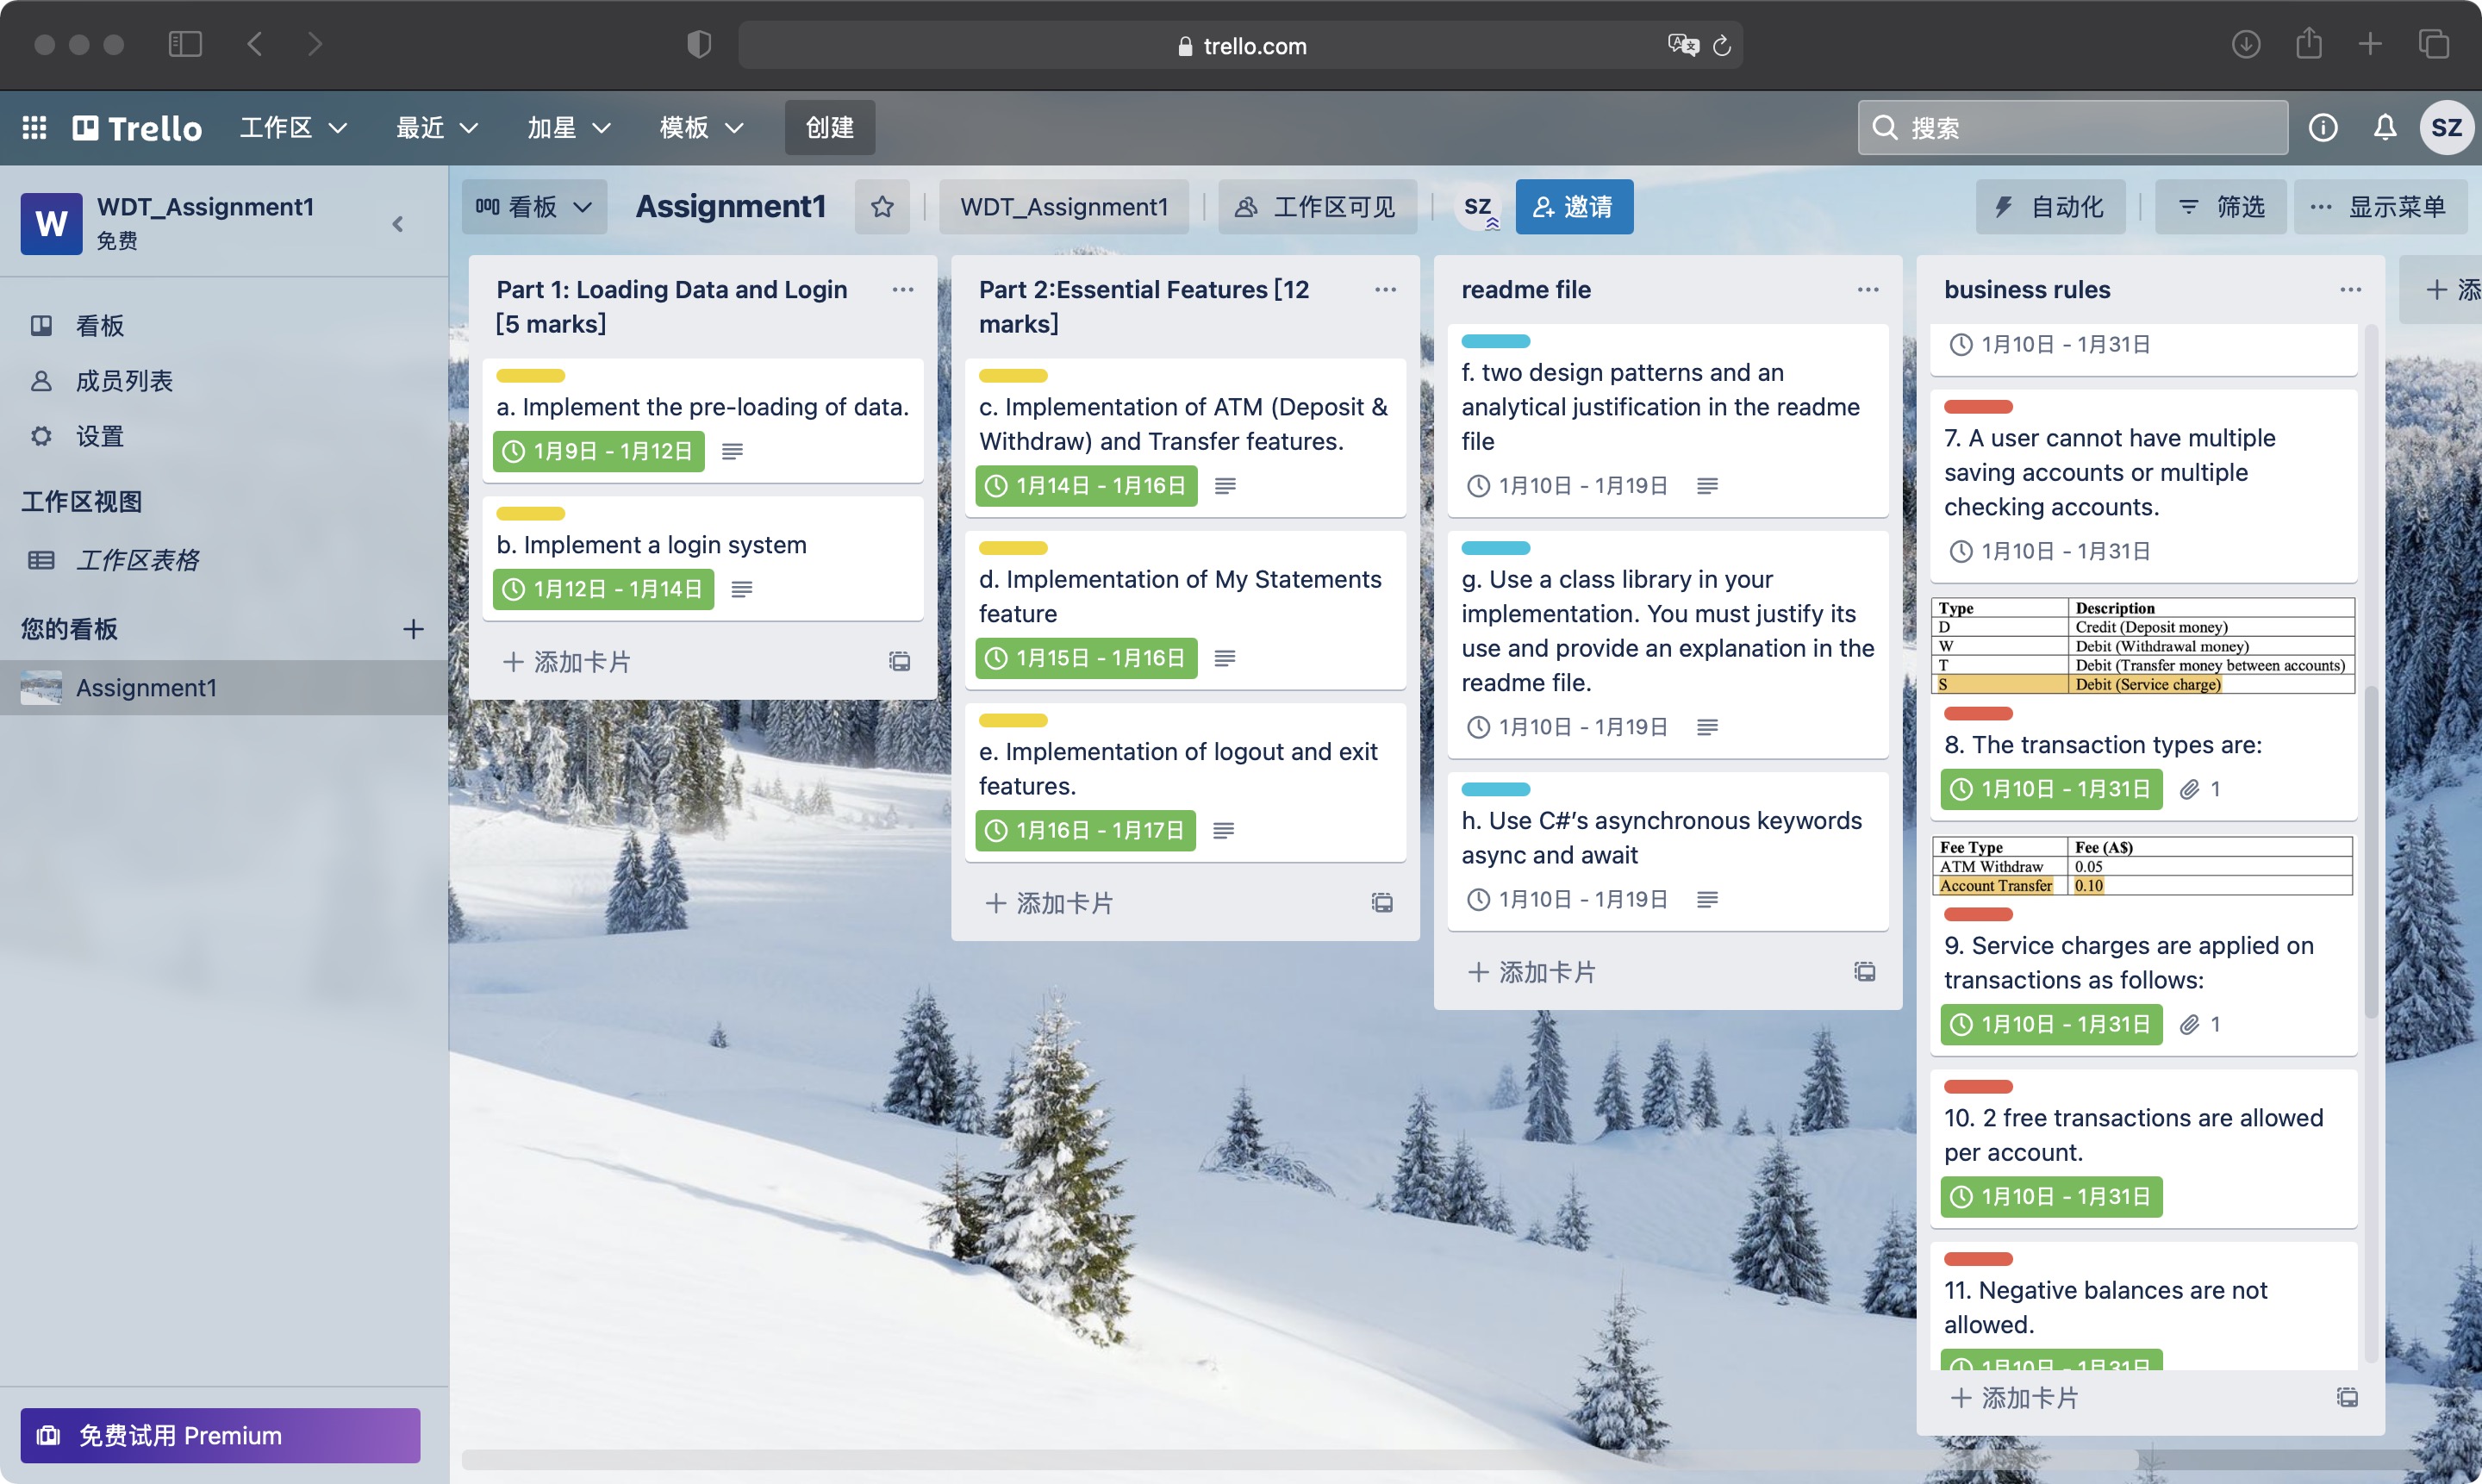 trello.com
Trello
工作区
最近
加星
模板
创建
搜索
SZ
W
WDT_Assignment1
免费
看板
成员列表
设置
工作区视图
工作区表格
您的看板
Assignment1
免费试用 Premium
看板
Assignment1
WDT_Assignment1
工作区可见
SZ
邀请
自动化
筛选
显示菜单
Part 1: Loading Data and Login
[5 marks]
a. Implement the pre-loading of data.
1月9日 - 1月12日
b. Implement a login system
1月12日 - 1月14日
添加卡片
Part 2:Essential Features [12
marks]
c. Implementation of ATM (Deposit &
Withdraw) and Transfer features.
1月14日 - 1月16日
d. Implementation of My Statements
feature
1月15日 - 1月16日
e. Implementation of logout and exit
features.
1月16日 - 1月17日
添加卡片
readme file
f. two design patterns and an
analytical justification in the readme
file
1月10日 - 1月19日
g. Use a class library in your
implementation. You must justify its
use and provide an explanation in the
readme file.
1月10日 - 1月19日
h. Use C#’s asynchronous keywords
async and await
1月10日 - 1月19日
添加卡片
business rules
1月10日 - 1月31日
7. A user cannot have multiple
saving accounts or multiple
checking accounts.
1月10日 - 1月31日
Type Description
D Credit (Deposit money)
W Debit (Withdrawal money)
T Debit (Transfer money between accounts)
S Debit (Service charge)
8. The transaction types are:
1月10日 - 1月31日 1
Fee Type Fee (A$)
ATM Withdraw 0.05
Account Transfer 0.10
9. Service charges are applied on
transactions as follows:
1月10日 - 1月31日 1
10. 2 free transactions are allowed
per account.
1月10日 - 1月31日
11. Negative balances are not
allowed.
1月10日 - 1月31日
添加卡片
添